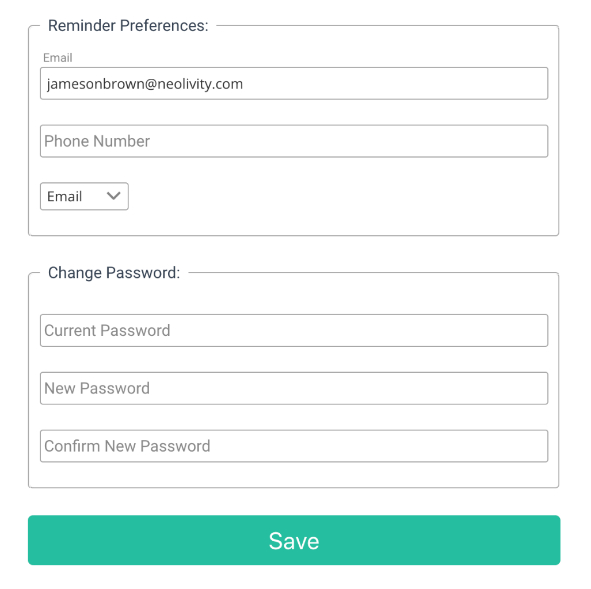 Reminder Preferences:
Email
jamesonbrown@neolivity.com
Phone Number
Email
Change Password:
Current Password
New Password
Confirm New Password
Save